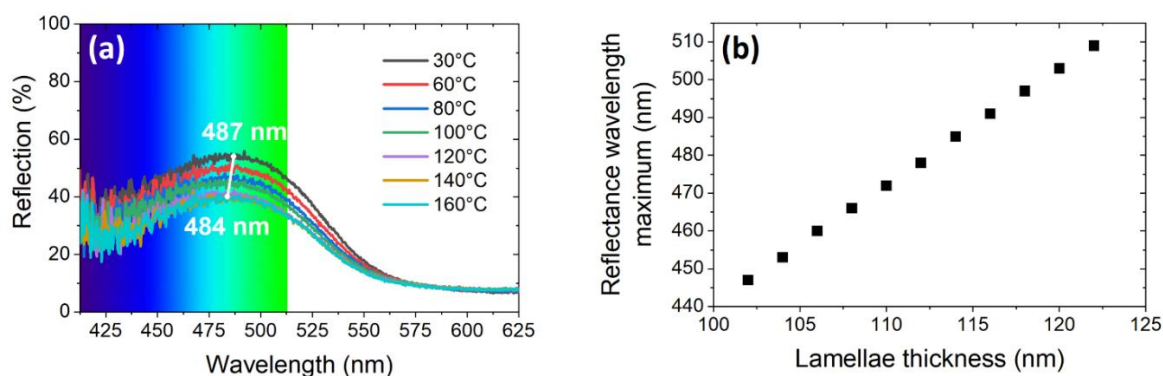 (a)
Reflection (%)
100
80
60
40
20
0
487 nm
484 nm
30°C
60°C
80°C
100°C
120°C
140°C
160°C
425 450 475 500 525 550 575 600 625
Wavelength (nm)
(b)
Reflectance wavelength
maximum (nm)
510
500
490
480
470
460
450
440
100 105 110 115 120 125
Lamellae thickness (nm)